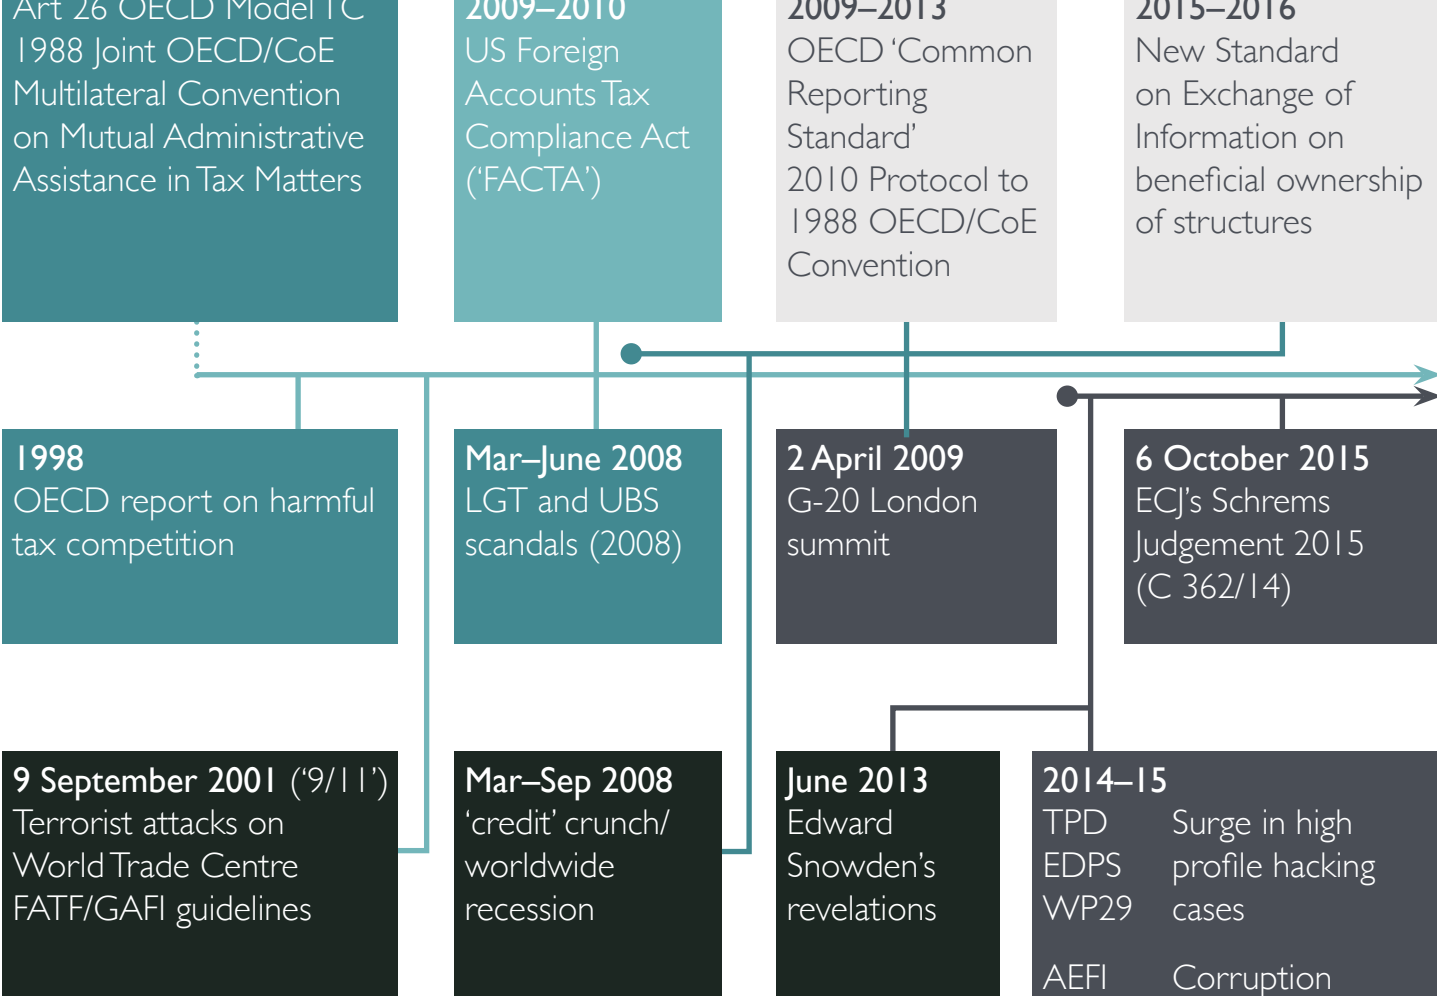 Art 26 OECD Model TC
1988 Joint OECD/CoE
Multilateral Convention
on Mutual Administrative
Assistance in Tax Matters
2009–2010
US Foreign
Accounts Tax
Compliance Act
(‘FACTA’)
2009–2013
OECD ‘Common
Reporting
Standard’
2010 Protocol to
1988 OECD/CoE
Convention
2015–2016
New Standard
on Exchange of
Information on
beneficial ownership
of structures
1998
OECD report on harmful
tax competition
Mar–June 2008
LGT and UBS
scandals (2008)
2 April 2009
G-20 London
summit
6 October 2015
ECJ’s Schrems
Judgement 2015
(C 362/14)
9 September 2001 (‘9/11’)
Terrorist attacks on
World Trade Centre
FATF/GAFI guidelines
Mar–Sep 2008
‘credit’ crunch/
worldwide
recession
June 2013
Edward
Snowden’s
revelations
2014–15
TPD Surge in high
EDPS profile hacking
WP29 cases
AEFI Corruption